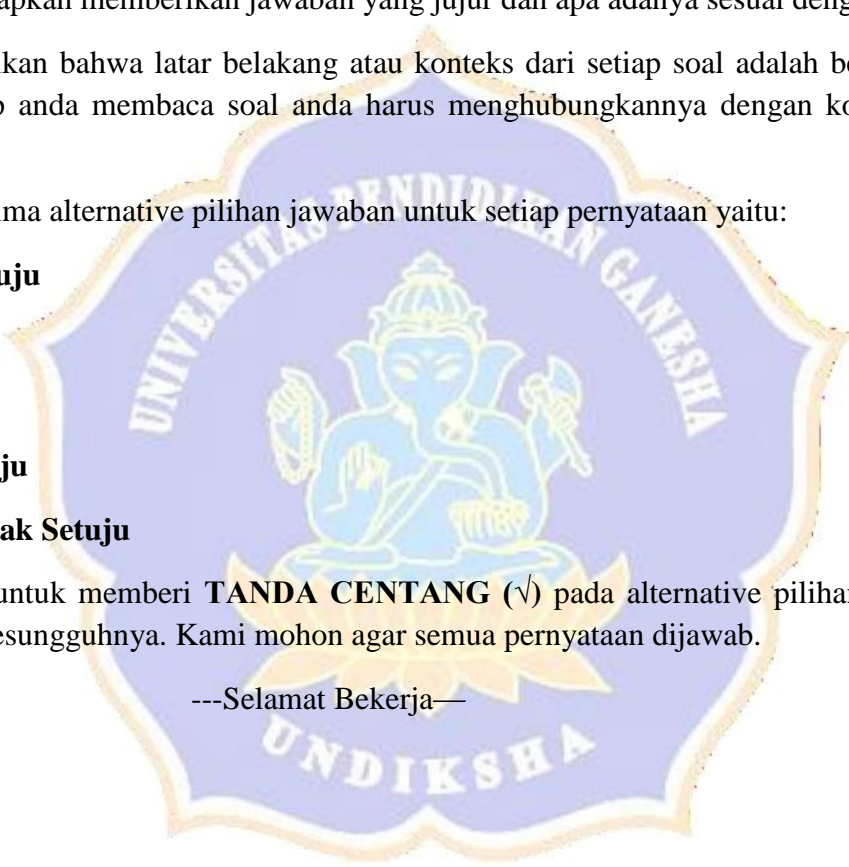 apkan memberikan jawaban yang jujur dan apa adanya sesuai deng
kan bahwa latar belakang atau konteks dari setiap soal adalah be
anda membaca soal anda harus menghubungkannya dengan ko
ma alternative pilihan jawaban untuk setiap pernyataan yaitu:
uju
ju
ak Setuju
untuk memberi TANDA CENTANG (√) pada alternative pilihan
esungguhnya. Kami mohon agar semua pernyataan dijawab.
---Selamat Bekerja—
UNIVERSITAS PENDIDIKAN GANESHA
UNDIKSHA